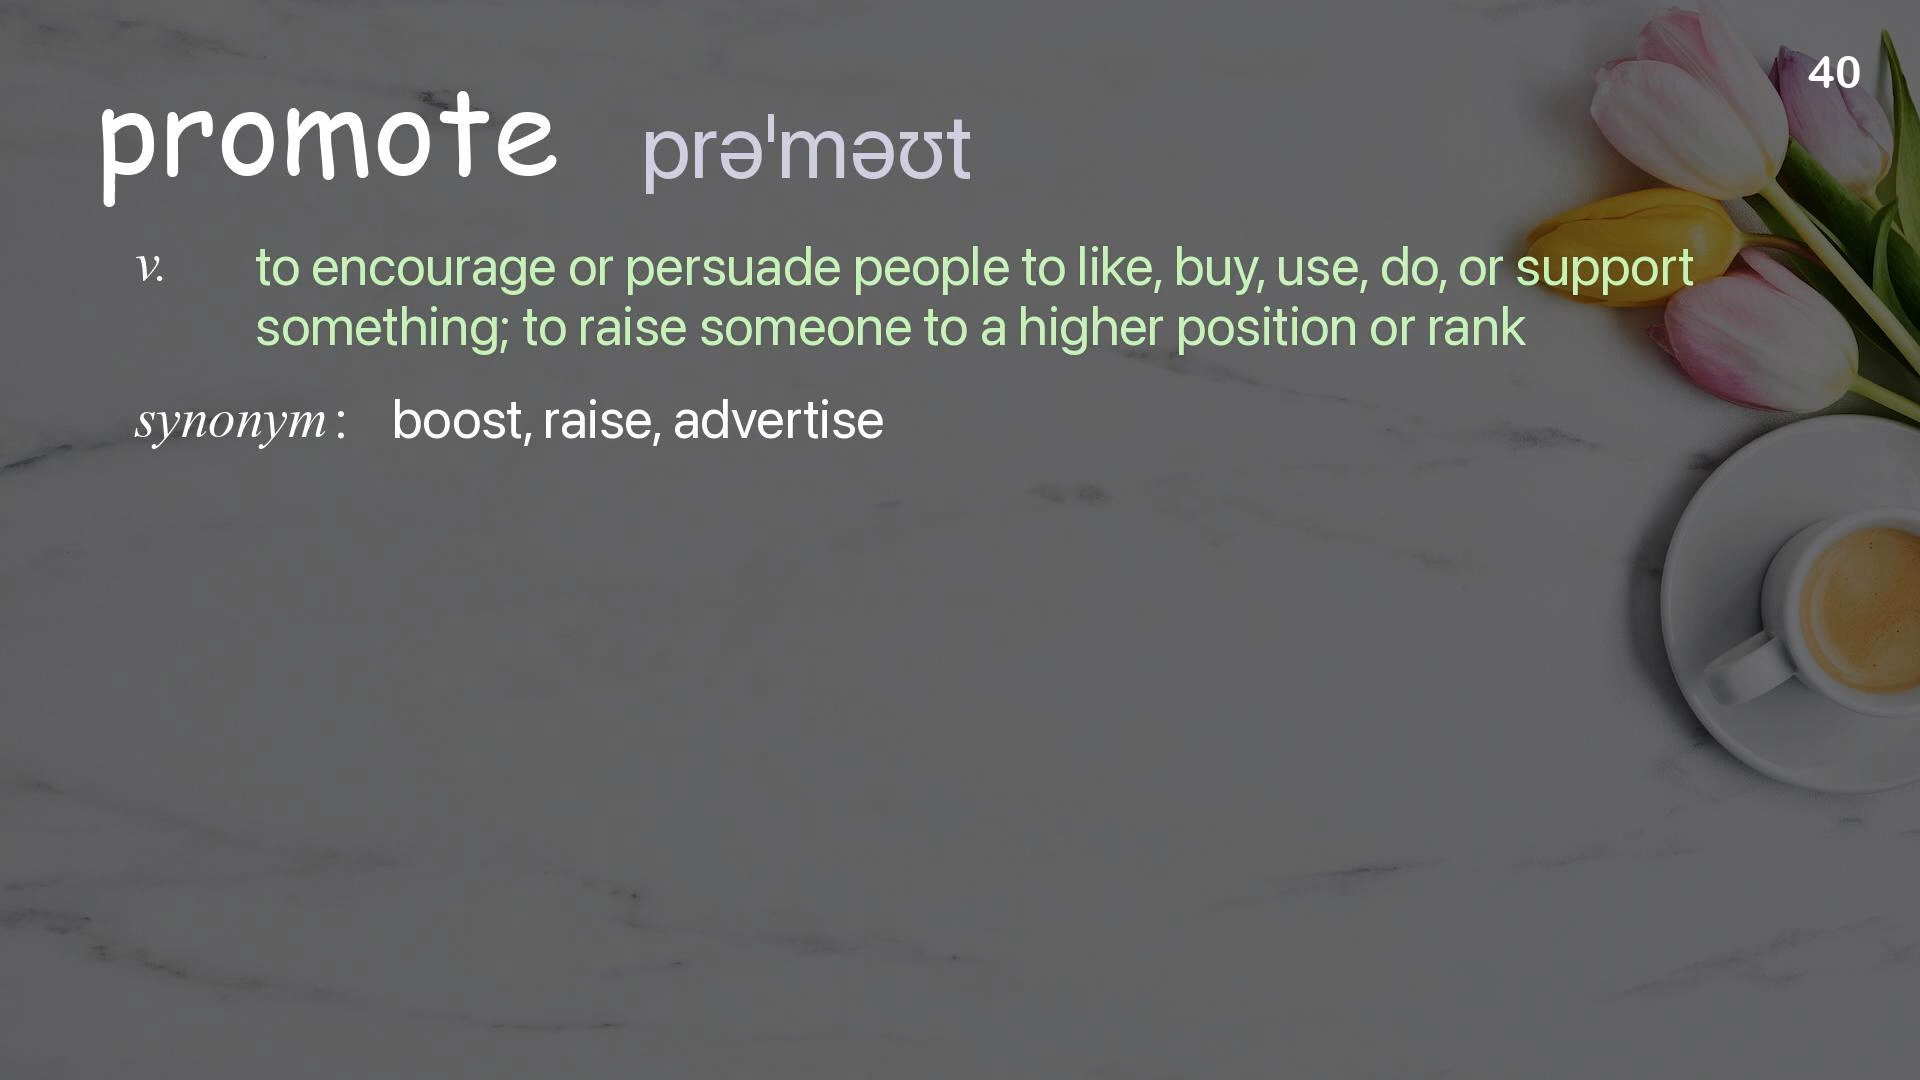 40
promote prəˈməʊt
v. to encourage or persuade people to like, buy, use, do, or support
something; to raise someone to a higher position or rank
synonym: boost, raise, advertise